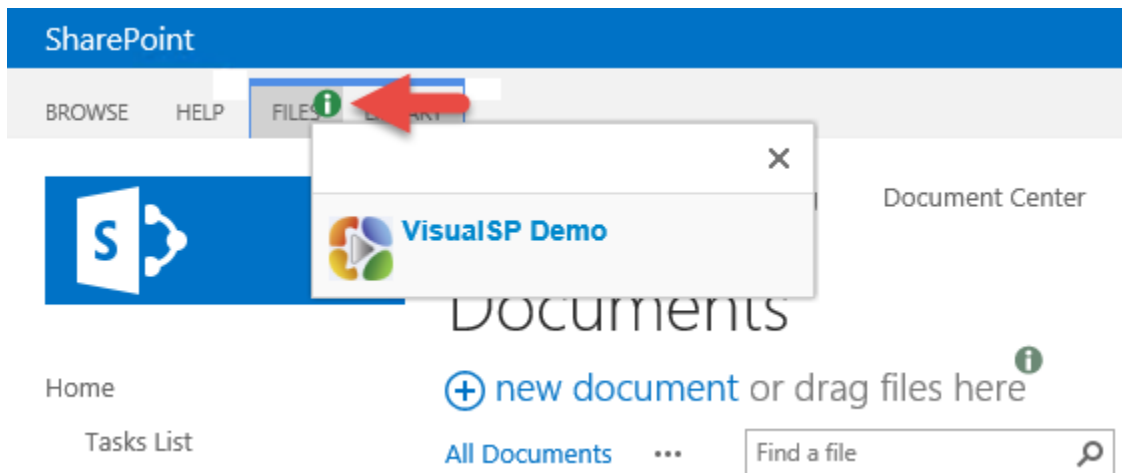 SharePoint
BROWSE HELP FILES
VisualSP Demo
Document Center
Documents
Home
new document or drag files here
Tasks List
All Documents ... Find a file